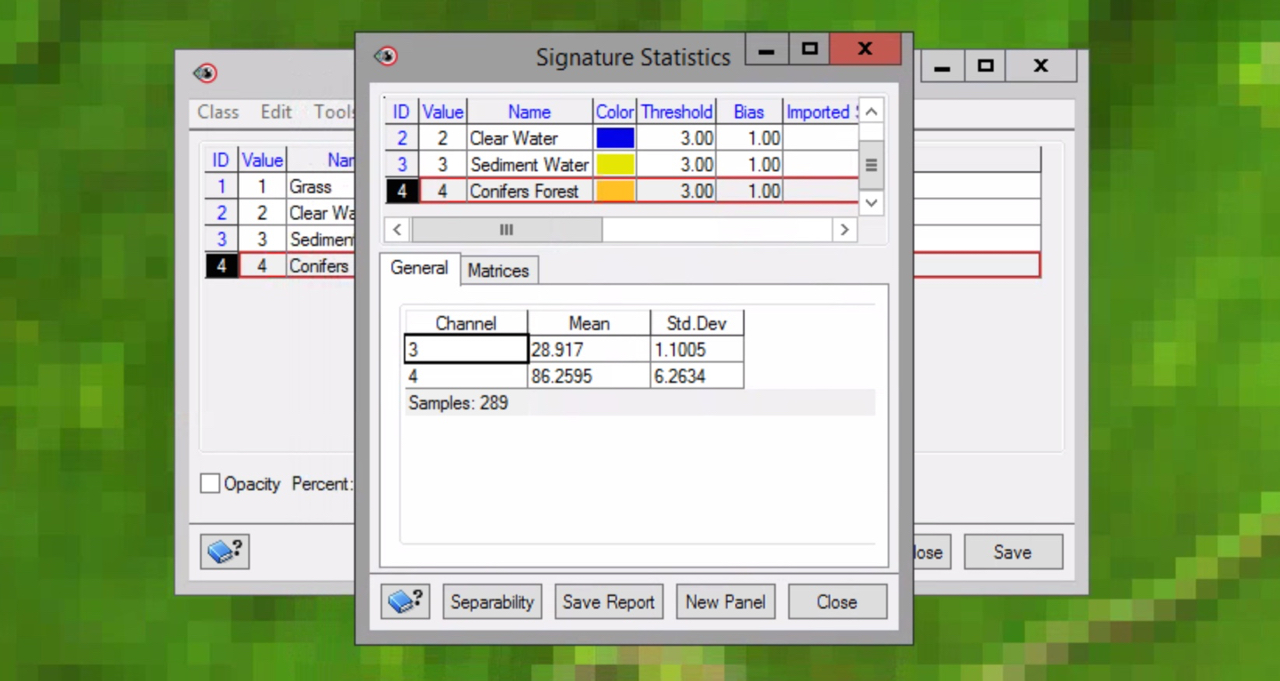 Signature Statistics
ID Value Name Color Threshold Bias Imported
2 2 Clear Water 3.00 1.00
3 3 Sediment Water 3.00 1.00
4 4 Conifers Forest 3.00 1.00
General Matrices
Channel Mean Std.Dev
3 28.917 1.1005
4 86.2595 6.2634
Samples: 289
Separability Save Report New Panel Close
Class Edit Tools
ID Value Nar
1 1 Grass
2 2 Clear Wa
3 3 Sedimen
4 4 Conifers
Opacity Percent:
lose Save